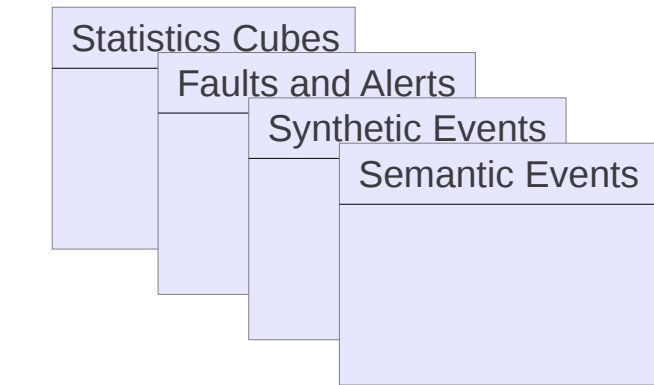 Statistics Cubes
Faults and Alerts
Synthetic Events
Semantic Events